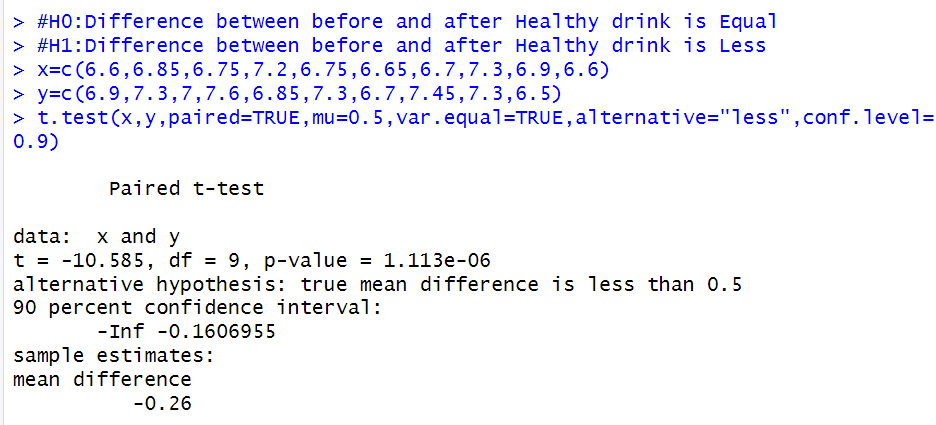 > #H0:Difference between before and after Healthy drink is Equal
> #H1:Difference between before and after Healthy drink is Less
> x=c(6.6,6.85,6.75,7.2,6.75,6.65,6.7,7.3,6.9,6.6)
> y=c(6.9,7.3,7,7.6,6.85,7.3,6.7,7.45,7.3,6.5)
> t.test(x,y,paired=TRUE,mu=0.5,var.equal=TRUE,alternative="less",conf.level=
0.9)
Paired t-test
data:  x and y
t = -10.585, df = 9, p-value = 1.113e-06
alternative hypothesis: true mean difference is less than 0.5
90 percent confidence interval:
-Inf -0.1606955
sample estimates:
mean difference
-0.26